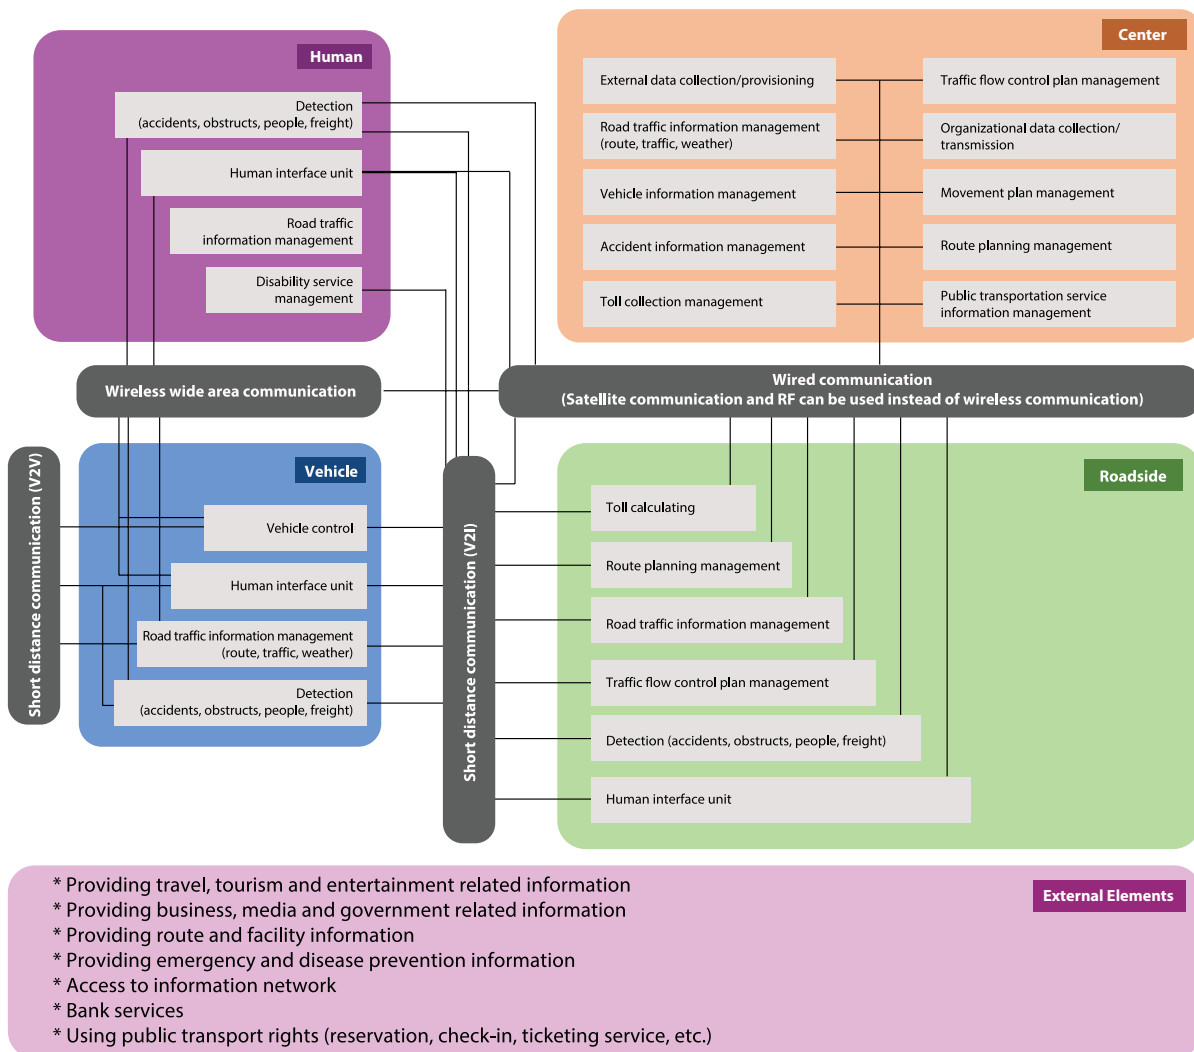 Human
Detection
(accidents, obstructs, people, freight)
Human interface unit
Road traffic
information management
Disability service
management
Center
External data collection/provisioning
Road traffic information management
(route, traffic, weather)
Vehicle information management
Accident information management
Toll collection management
Traffic flow control plan management
Organizational data collection/
transmission
Movement plan management
Route planning management
Public transportation service
information management
Wireless wide area communication
Wired communication
(Satellite communication and RF can be used instead of wireless communication)
Short distance communication (V2V)
Vehicle
Vehicle control
Human interface unit
Road traffic information management
(route, traffic, weather)
Detection
(accidents, obstructs, people, freight)
Short distance communication (V2I)
Roadside
Toll calculating
Route planning management
Road traffic information management
Traffic flow control plan management
Detection (accidents, obstructs, people, freight)
Human interface unit
External Elements
* Providing travel, tourism and entertainment related information
* Providing business, media and government related information
* Providing route and facility information
* Providing emergency and disease prevention information
* Access to information network
* Bank services
* Using public transport rights (reservation, check-in, ticketing service, etc.)